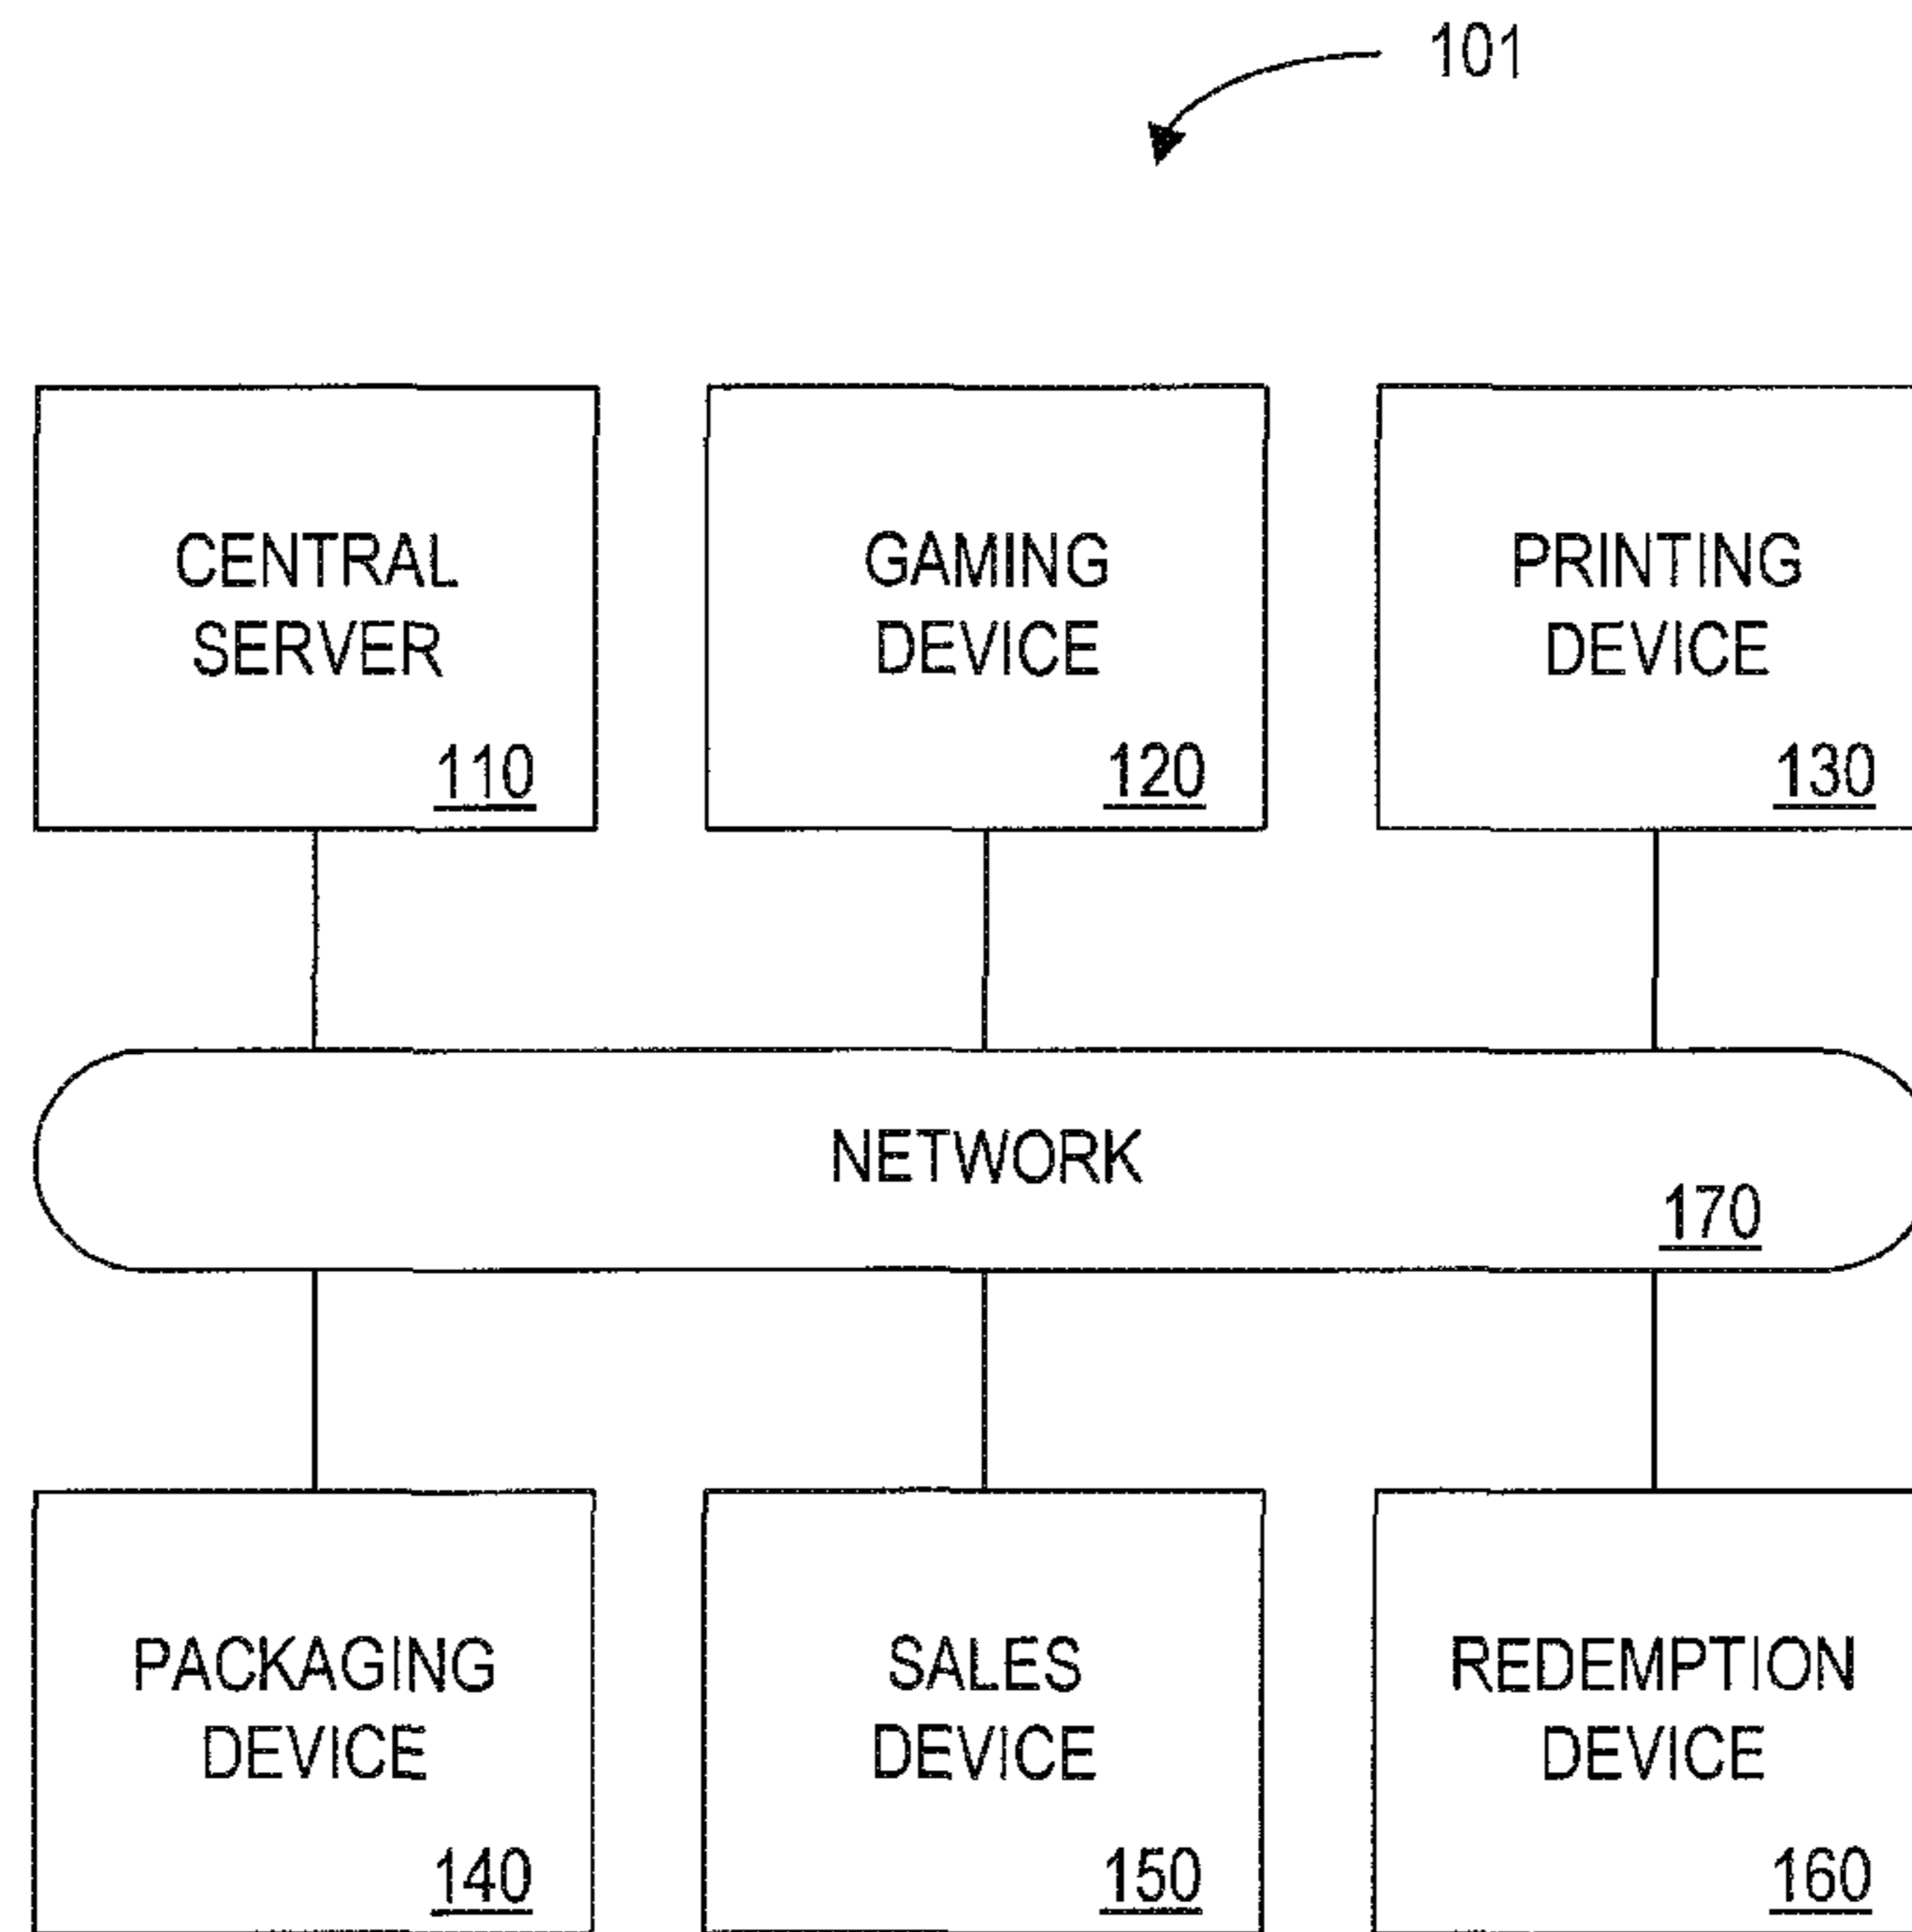 101
CENTRAL
SERVER
110
GAMING
DEVICE
120
PRINTING
DEVICE
130
NETWORK
170
PACKAGING
DEVICE
140
SALES
DEVICE
150
REDEMPTION
DEVICE
160